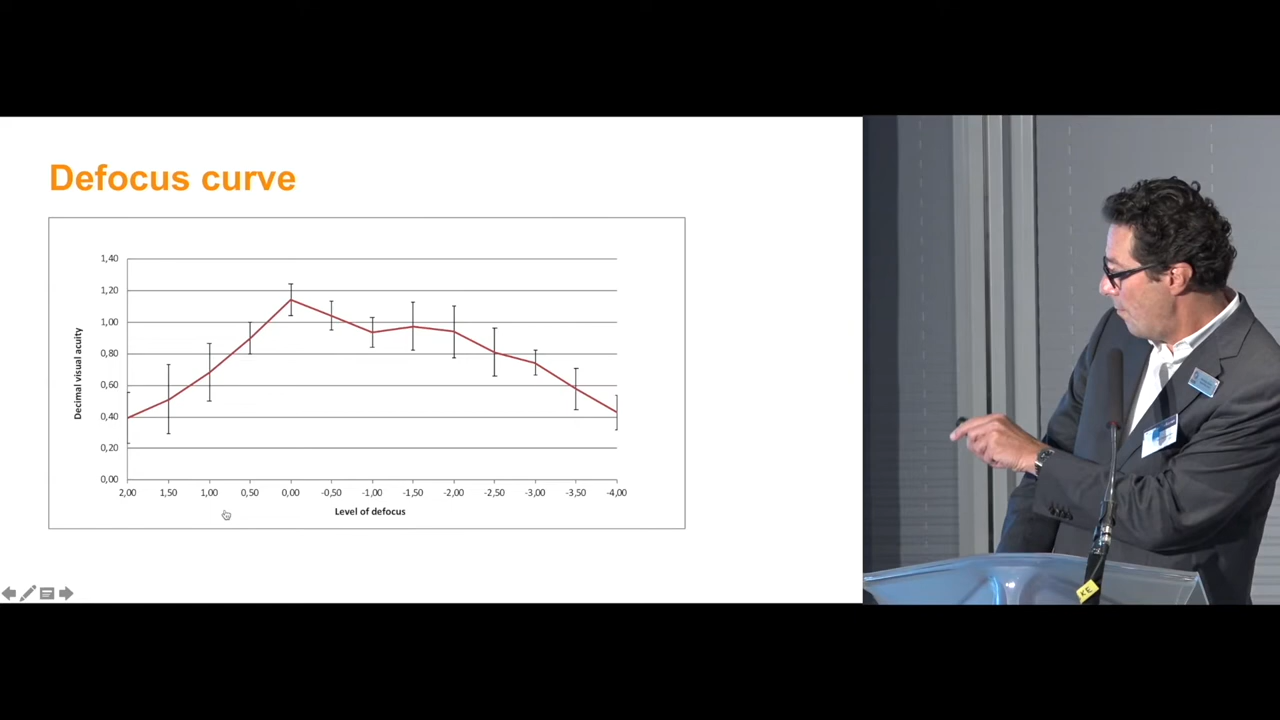 Defocus curve
1,40
1,20
1,00
0,80
0,60
0,40
0,20
0,00
Decimal visual acuity
2,00 1,50 1,00 0,50 0,00 -0,50 -1,00 -1,50 -2,00 -2,50 -3,00 -3,50 -4,00
Level of defocus
KE